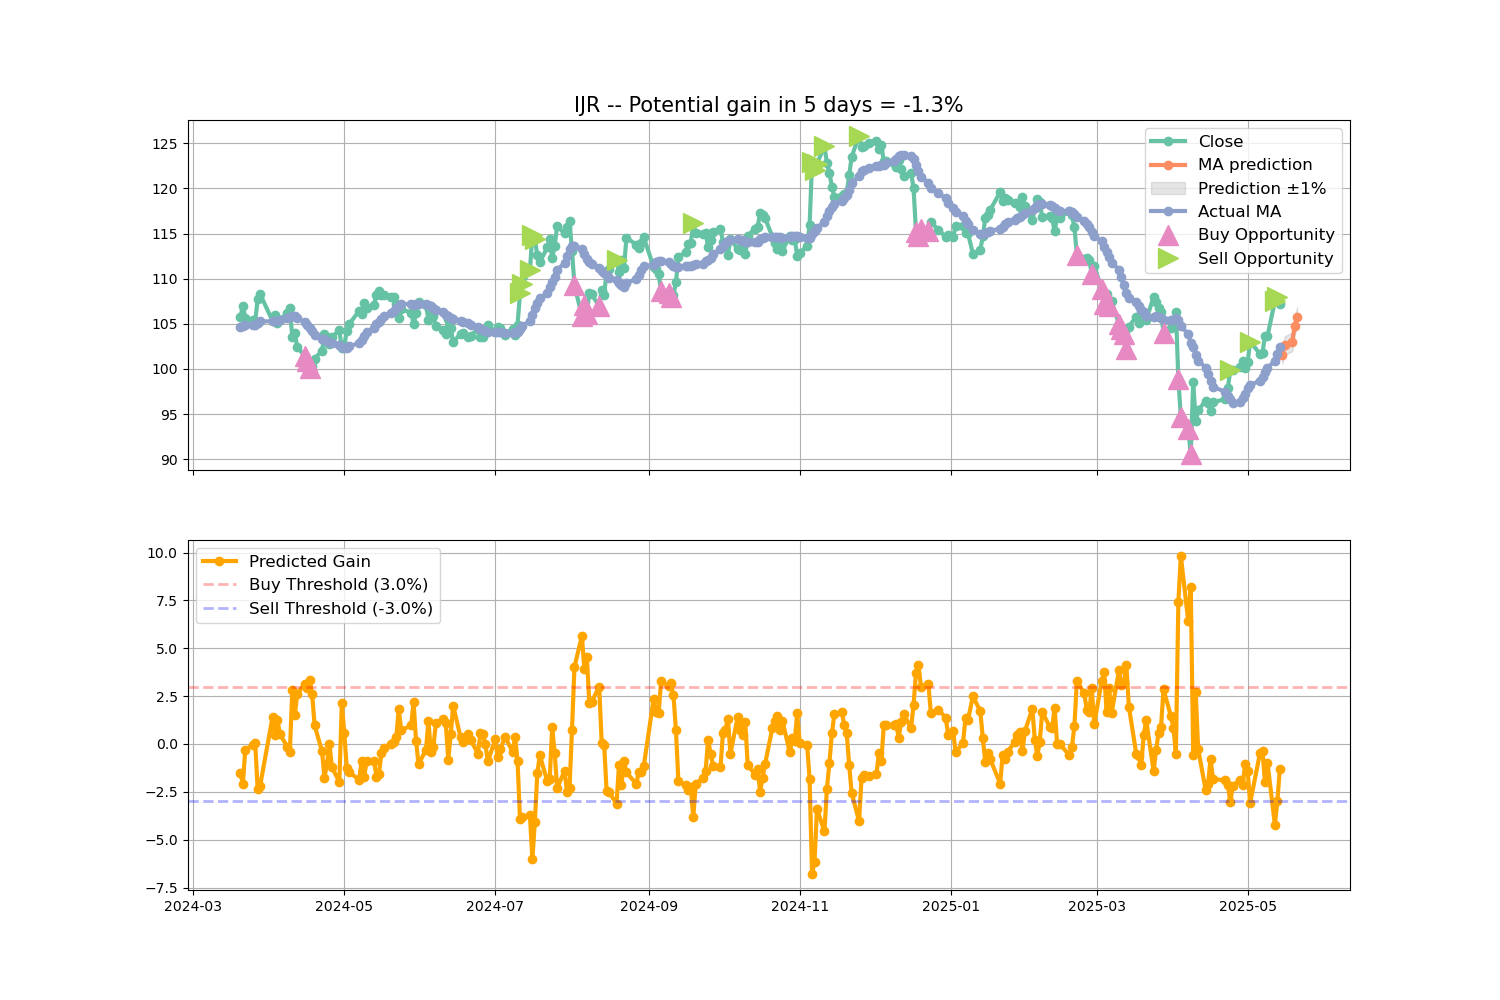 IJR -- Potential gain in 5 days = -1.3%
125
120
115
110
105
100
95
90
Close
MA prediction
Prediction ±1%
Actual MA
Buy Opportunity
Sell Opportunity
10.0
7.5
5.0
2.5
0.0
−2.5
−5.0
−7.5
Predicted Gain
Buy Threshold (3.0%)
Sell Threshold (-3.0%)
2024-03
2024-05
2024-07
2024-09
2024-11
2025-01
2025-03
2025-05